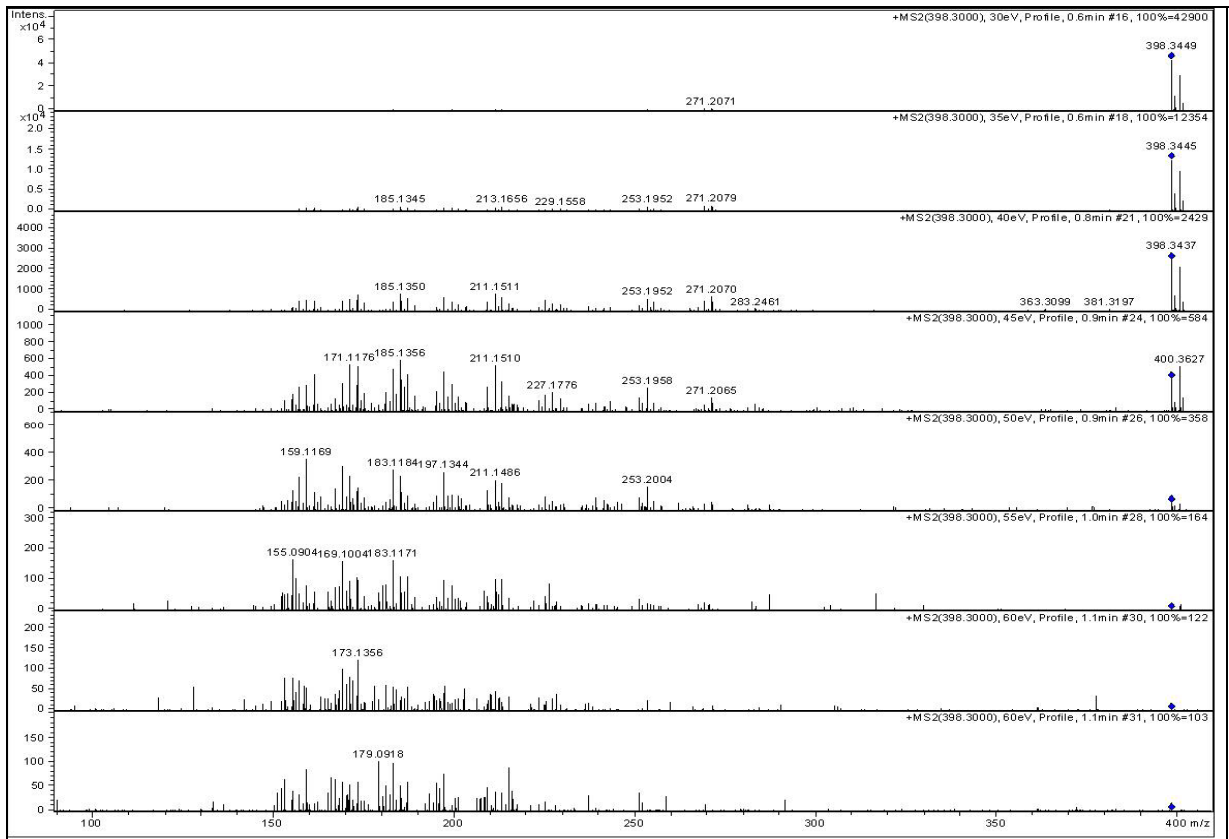 Intens.
x10⁴
+MS2(398.3000), 30eV, Profile, 0.6min #16, 100%=42900
6
4
2
0
398.3449
271.2071
x10⁴
+MS2(398.3000), 35eV, Profile, 0.6min #18, 100%=12354
2.0
1.5
1.0
0.5
0.0
398.3445
185.1345 213.1656 229.1558 253.1952 271.2079
+MS2(398.3000), 40eV, Profile, 0.8min #21, 100%=2429
4000
3000
2000
1000
0
398.3437
185.1350 211.1511 253.1952 271.2070 283.2461 363.3099 381.3197
+MS2(398.3000), 45eV, Profile, 0.9min #24, 100%=584
1000
800
600
400
200
0
171.1176 185.1356 211.1510 227.1776 253.1958 271.2065 400.3627
+MS2(398.3000), 50eV, Profile, 0.9min #26, 100%=358
600
400
200
0
159.1169 183.1184 197.1344 211.1486 253.2004
+MS2(398.3000), 55eV, Profile, 1.0min #28, 100%=164
300
200
100
0
155.0904 169.1004 183.1171
+MS2(398.3000), 60eV, Profile, 1.1min #30, 100%=122
200
150
100
50
0
173.1356
+MS2(398.3000), 60eV, Profile, 1.1min #31, 100%=103
150
100
50
0
179.0918
100 150 200 250 300 350 400 m/z